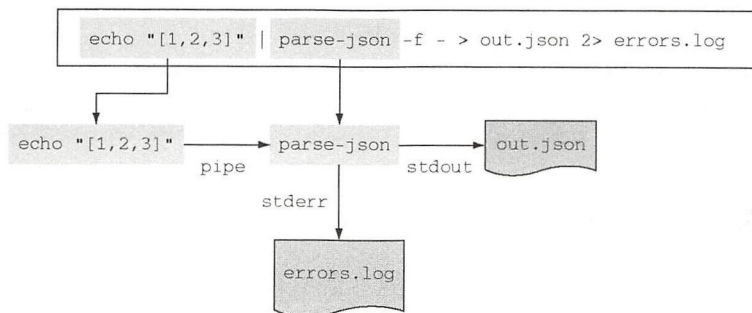 echo "[1,2,3]" | parse-json -f - > out.json 2> errors.log
echo "[1,2,3]" parse-json out.json
pipe stdout
stderr
errors.log